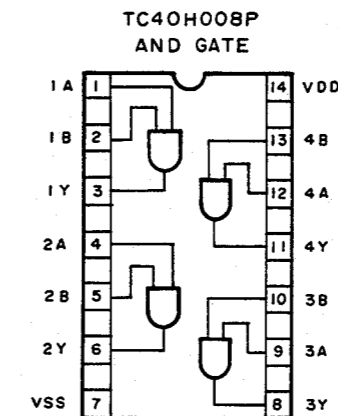 TC40H008P
AND GATE
1A 1 14 VDD
1B 2 13 4B
1Y 3 12 4A
2A 4 11 4Y
2B 5 10 3B
2Y 6 9 3A
VSS 7 8 3Y